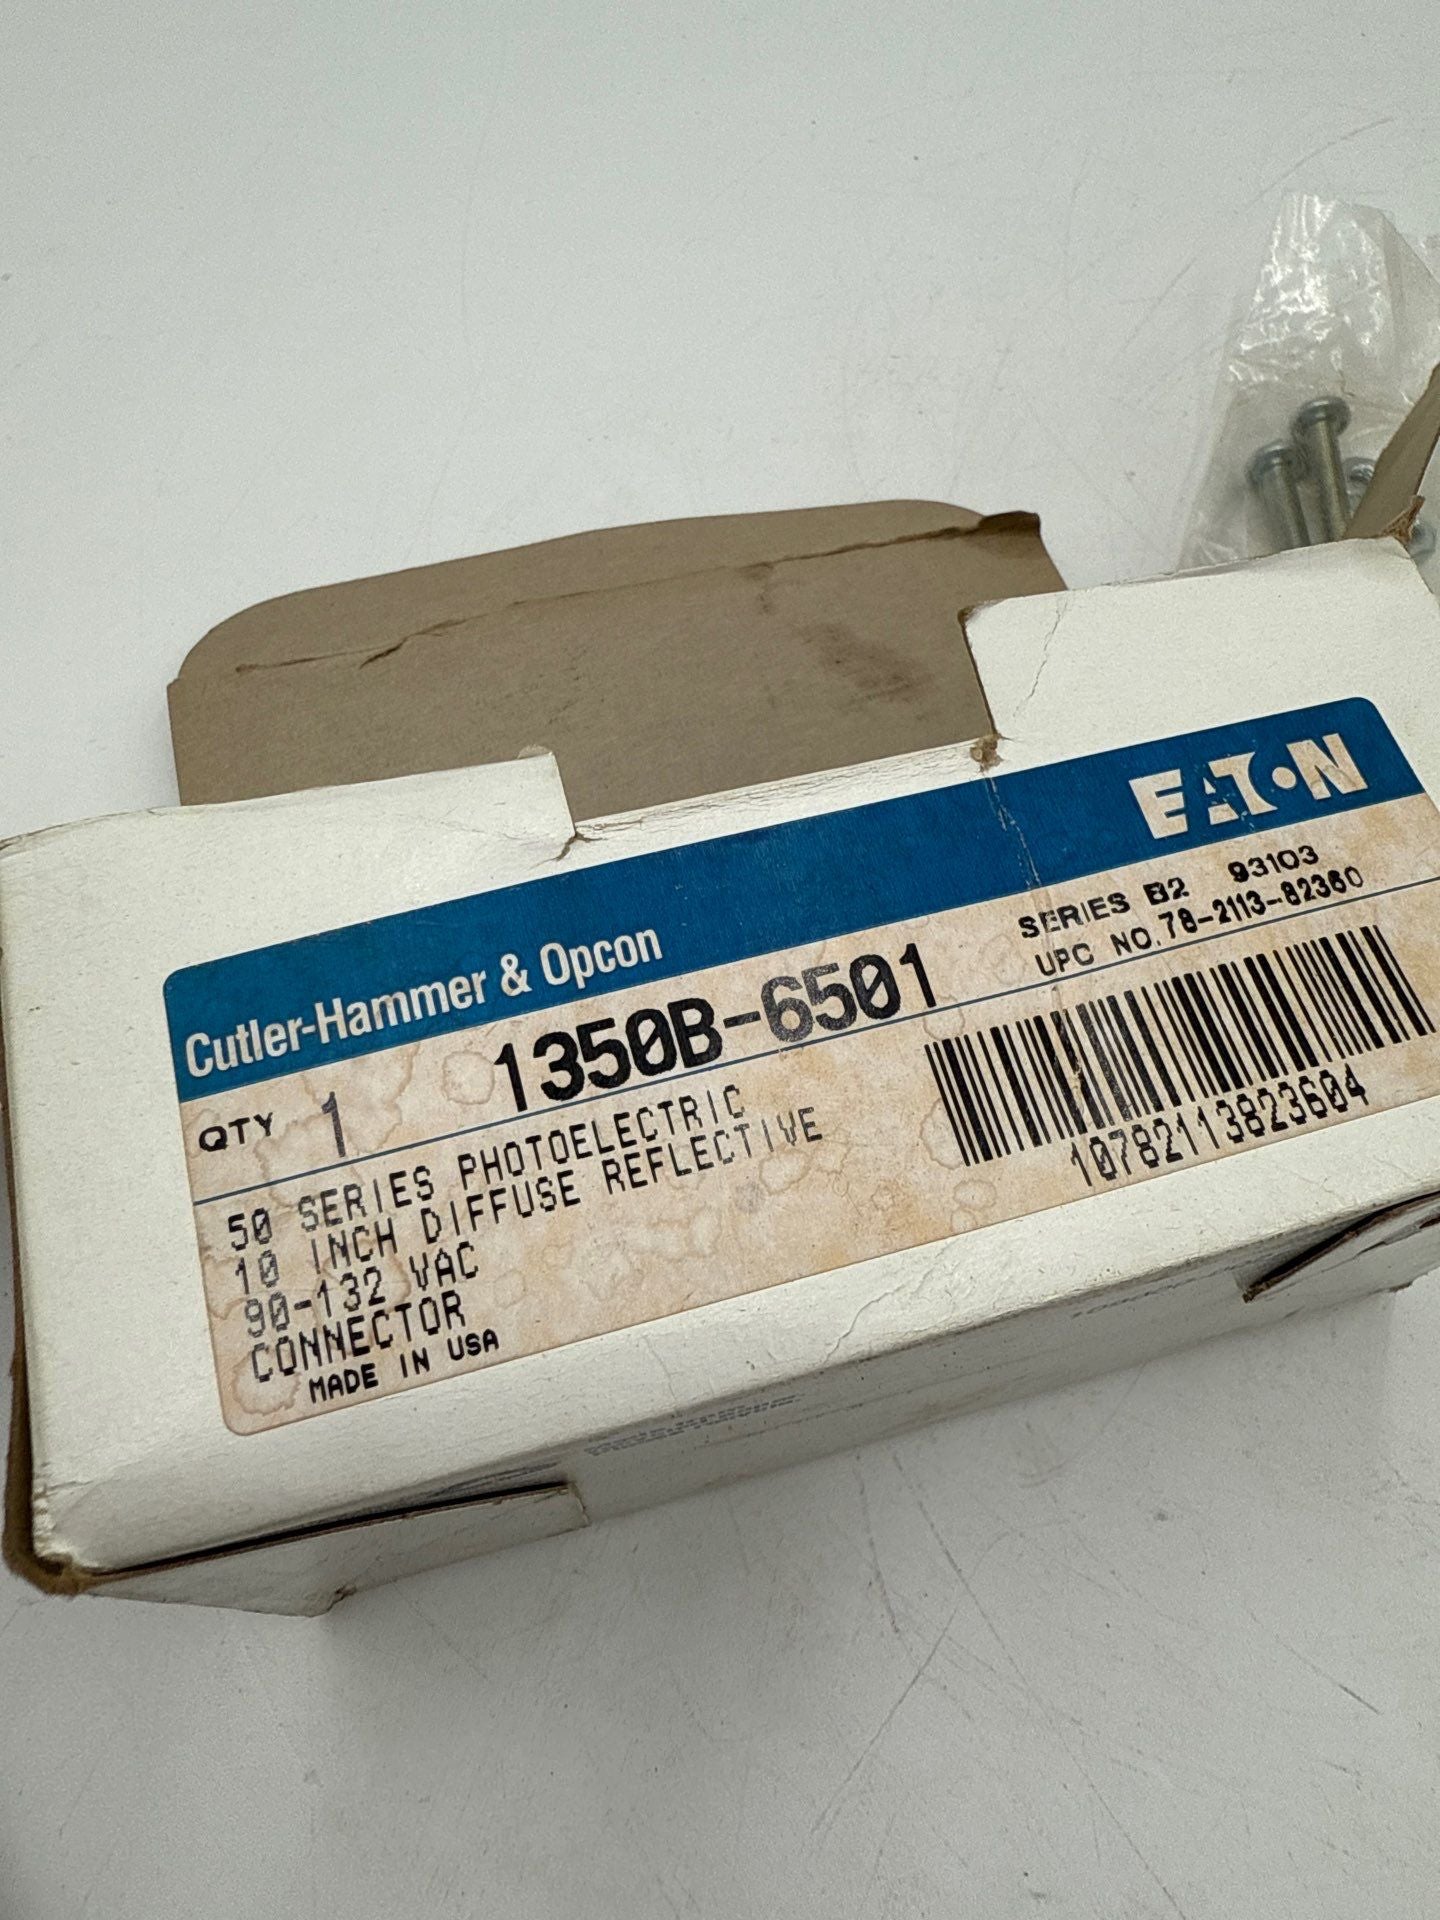 EATON
Cutler-Hammer & Opcon
SERIES B2 93103
UPC NO. 78-2113-82360
QTY 1 1350B-6501
50 SERIES PHOTOELECTRIC
10 INCH DIFFUSE REFLECTIVE
90-132 VAC
CONNECTOR
MADE IN USA
10782113823604